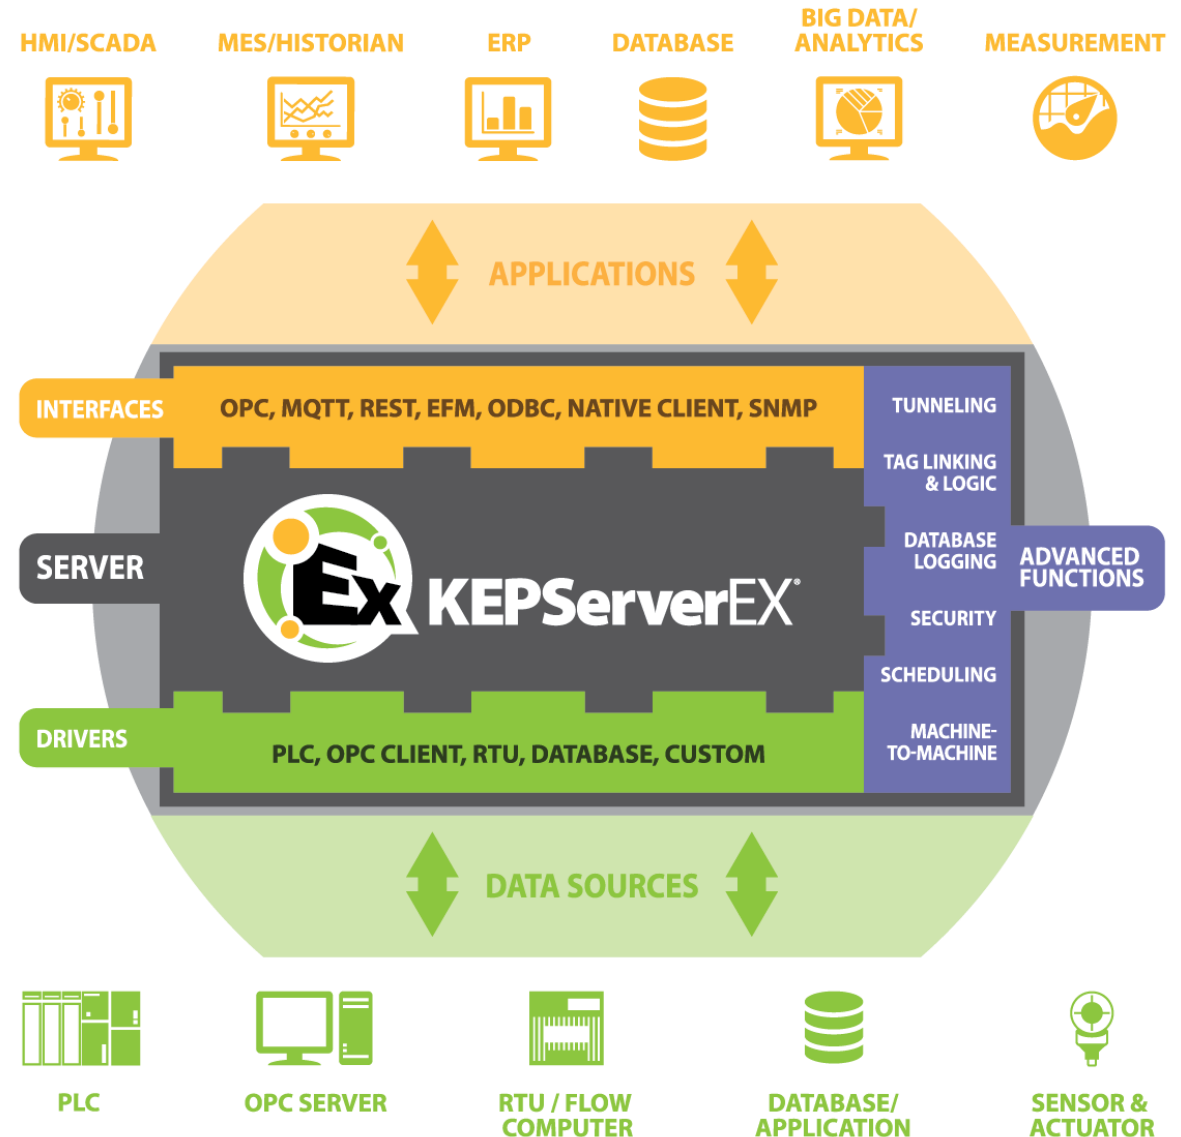 HMI/SCADA
MES/HISTORIAN
ERP
DATABASE
BIG DATA/
ANALYTICS
MEASUREMENT
APPLICATIONS
INTERFACES
OPC, MQTT, REST, EFM, ODBC, NATIVE CLIENT, SNMP
TUNNELING
TAG LINKING
& LOGIC
DATABASE
LOGGING
SECURITY
SCHEDULING
MACHINE-
TO-MACHINE
ADVANCED
FUNCTIONS
SERVER
Ex
KEPServerEX®
DRIVERS
PLC, OPC CLIENT, RTU, DATABASE, CUSTOM
DATA SOURCES
PLC
OPC SERVER
RTU / FLOW
COMPUTER
DATABASE/
APPLICATION
SENSOR &
ACTUATOR